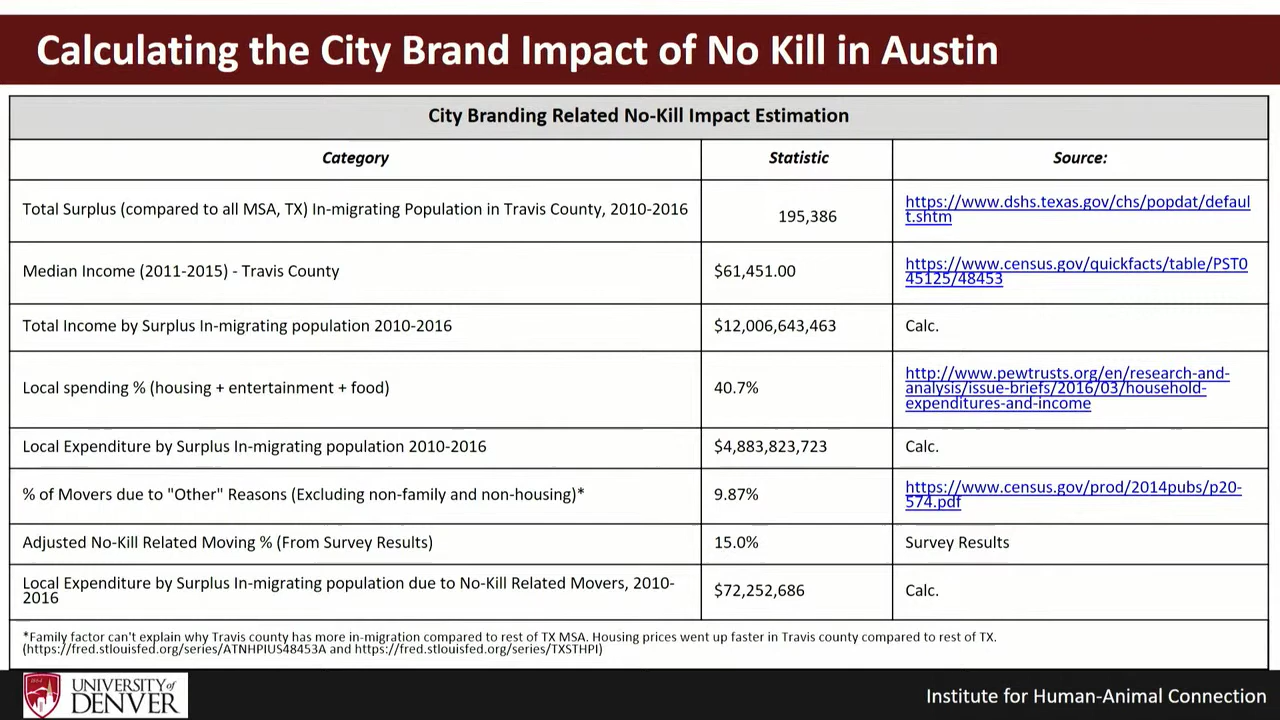 Calculating the City Brand Impact of No Kill in Austin
City Branding Related No-Kill Impact Estimation
Category Statistic Source:
Total Surplus (compared to all MSA, TX) In-migrating Population in Travis County, 2010-2016
195,386
https://www.dshs.texas.gov/chs/popdat/defaul
t.shtm
Median Income (2011-2015) - Travis County
$61,451.00
https://www.census.gov/quickfacts/table/PST0
45125/48453
Total Income by Surplus In-migrating population 2010-2016
$12,006,643,463
Calc.
Local spending % (housing + entertainment + food)
40.7%
http://www.pewtrusts.org/en/research-and-
analysis/issue-briefs/2016/03/household-
expenditures-and-income
Local Expenditure by Surplus In-migrating population 2010-2016
$4,883,823,723
Calc.
% of Movers due to "Other" Reasons (Excluding non-family and non-housing)*
9.87%
https://www.census.gov/prod/2014pubs/p20-
574.pdf
Adjusted No-Kill Related Moving % (From Survey Results)
15.0%
Survey Results
Local Expenditure by Surplus In-migrating population due to No-Kill Related Movers, 2010-
2016
$72,252,686
Calc.
*Family factor can't explain why Travis county has more in-migration compared to rest of TX MSA. Housing prices went up faster in Travis county compared to rest of TX.
(https://fred.stlouisfed.org/series/ATNHPIUS48453A and https://fred.stlouisfed.org/series/TXSTHPI)
UNIVERSITY of
DENVER
Institute for Human-Animal Connection